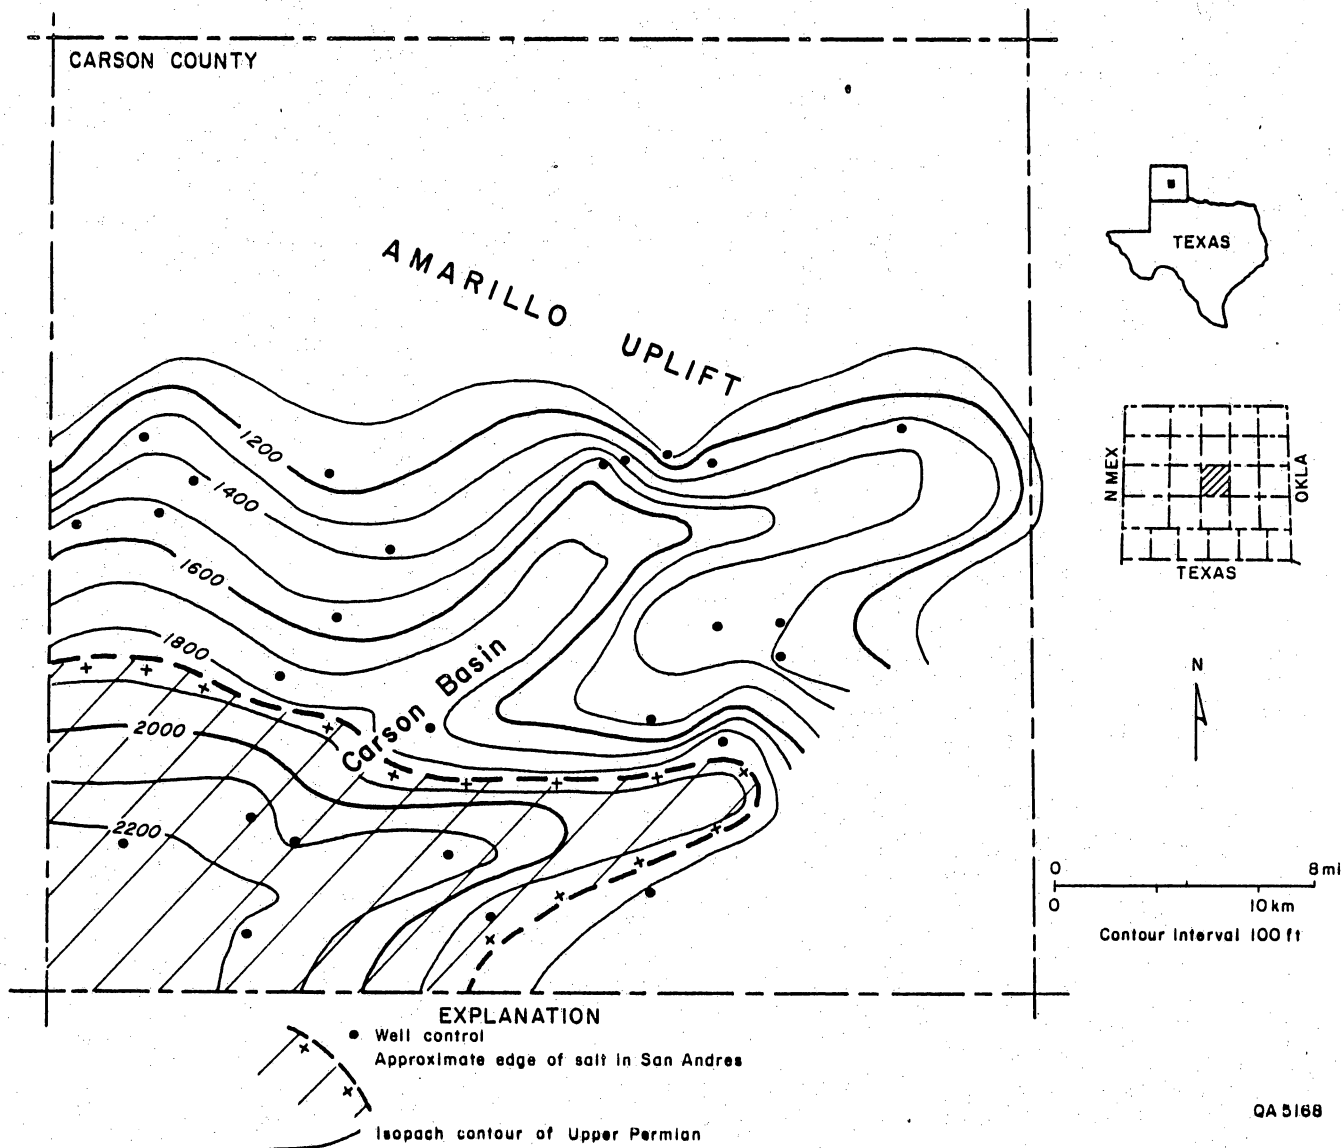 CARSON COUNTY
AMARILLO UPLIFT
TEXAS
1200
1400
N MEX
OKLA
TEXAS
1600
1800
Carson Basin
N
2000
2200
0 8 mi
0 10 km
Contour Interval 100 ft
EXPLANATION
Well control
Approximate edge of salt in San Andres
Isopach contour of Upper Permian
QA 5168